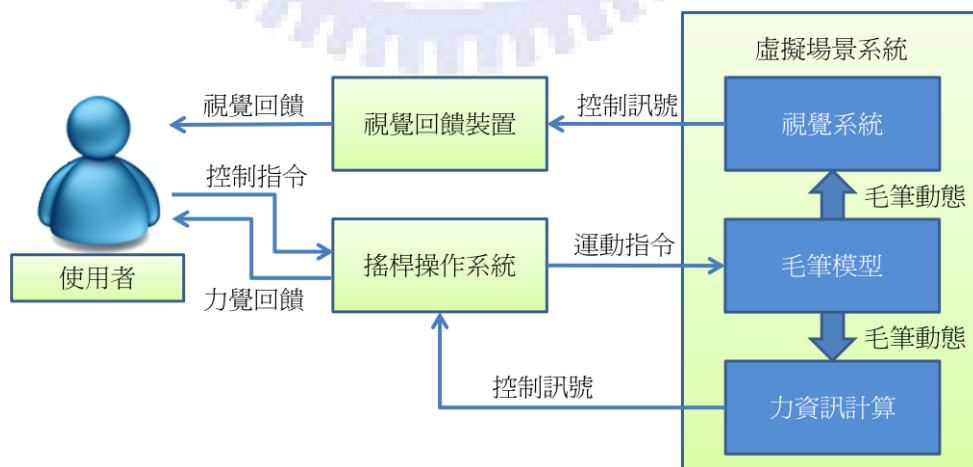 虛擬場景系統
視覺回饋
視覺回饋裝置
控制訊號
視覺系統
控制指令
毛筆動態
使用者
搖桿操作系統
運動指令
毛筆模型
力覺回饋
毛筆動態
控制訊號
力資訊計算